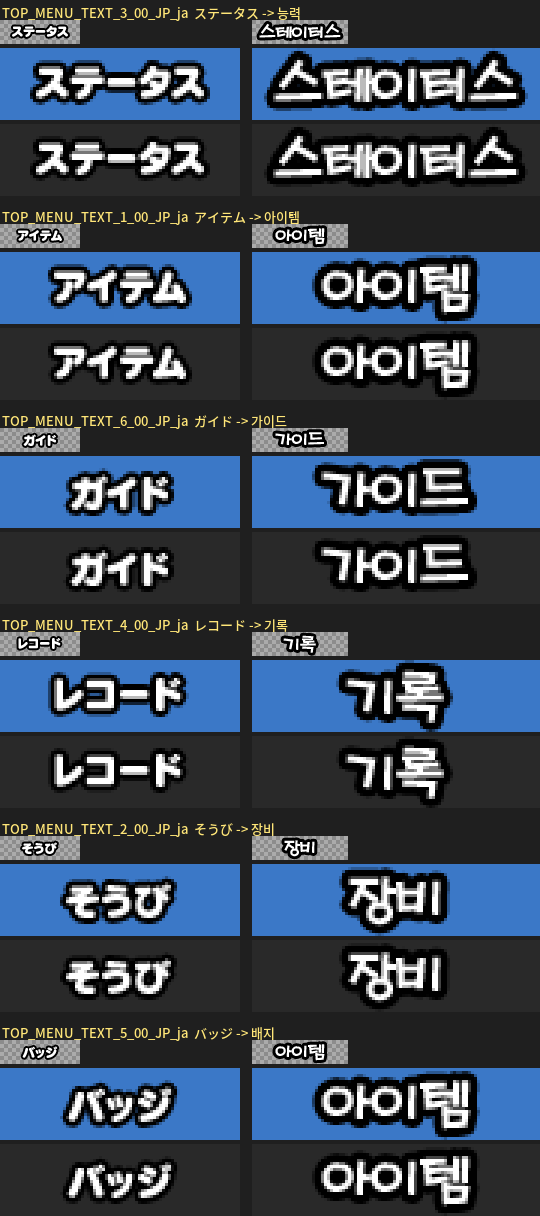 TOP_MENU_TEXT_3_00_JP_ja ステータス -> 능력
ステータス 스테이터스
ステータス 스테이터스
ステータス 스테이터스
TOP_MENU_TEXT_1_00_JP_ja アイテム -> 아이템
アイテム 아이템
アイテム 아이템
アイテム 아이템
TOP_MENU_TEXT_6_00_JP_ja ガイド -> 가이드
ガイド 가이드
ガイド 가이드
ガイド 가이드
TOP_MENU_TEXT_4_00_JP_ja レコード -> 기록
レコード 기록
レコード 기록
レコード 기록
TOP_MENU_TEXT_2_00_JP_ja そうび -> 장비
そうび 장비
そうび 장비
そうび 장비
TOP_MENU_TEXT_5_00_JP_ja バッジ -> 배지
バッジ 아이템
バッジ 아이템
バッジ 아이템